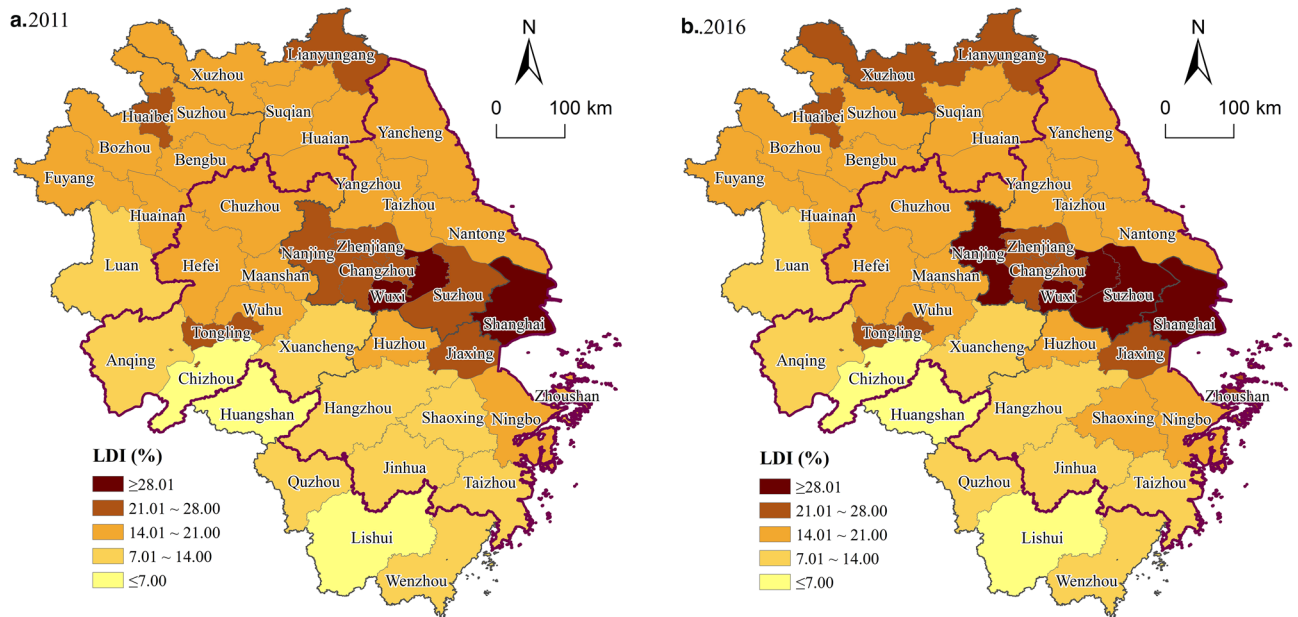 a.2011
N
0 100 km
Lianyungang
Xuzhou
Huaibei
Suzhou
Suqian
Bozhou
Huaian
Yancheng
Bengbu
Fuyang
Yangzhou
Huainan
Chuzhou
Taizhou
Nantong
Luan
Hefei
Nanjing
Zhenjiang
Maanshan
Changzhou
Wuxi
Suzhou
Wuhu
Shanghai
Tongling
Anqing
Xuancheng
Huzhou
Jiaxing
Chizhou
Huangshan
Hangzhou
Shaoxing
Ningbo
Zhoushan
Quzhou
Jinhua
Taizhou
Lishui
Wenzhou
LDI (%)
≥28.01
21.01 ~ 28.00
14.01 ~ 21.00
7.01 ~ 14.00
≤7.00
b..2016
N
0 100 km
Lianyungang
Xuzhou
Huaibei
Suzhou
Suqian
Bozhou
Huaian
Yancheng
Bengbu
Fuyang
Yangzhou
Huainan
Chuzhou
Taizhou
Nantong
Luan
Hefei
Nanjing
Zhenjiang
Maanshan
Changzhou
Wuxi
Suzhou
Wuhu
Shanghai
Tongling
Anqing
Xuancheng
Huzhou
Jiaxing
Chizhou
Huangshan
Hangzhou
Shaoxing
Ningbo
Zhoushan
Quzhou
Jinhua
Taizhou
Lishui
Wenzhou
LDI (%)
≥28.01
21.01 ~ 28.00
14.01 ~ 21.00
7.01 ~ 14.00
≤7.00